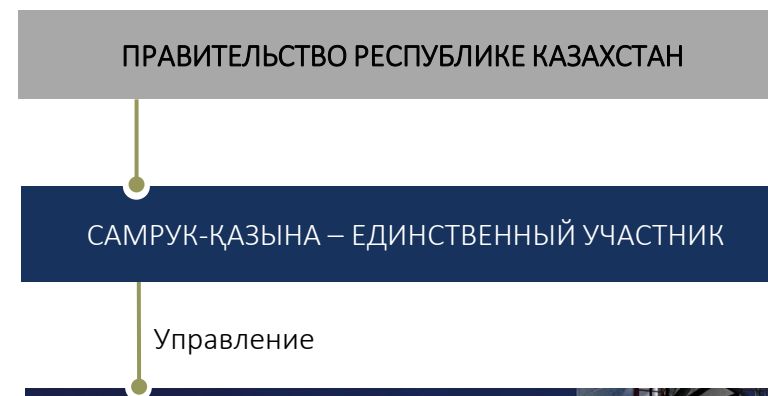 ПРАВИТЕЛЬСТВО РЕСПУБЛИКЕ КАЗАХСТАН
САМРУК-ҚАЗЫНА – ЕДИНСТВЕННЫЙ УЧАСТНИК
Управление